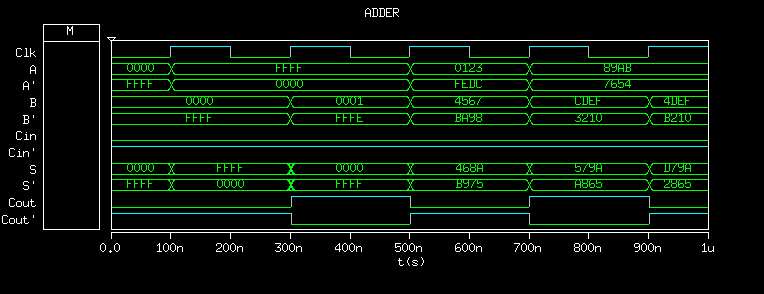 ADDER
M
Clk
A 0000 FFFF 0123 89AB
A' FFFF 0000 FEDC 7654
B 0000 0001 4567 CDEF 4DEF
B' FFFF FFFE BA98 3210 B210
Cin
Cin'
S 0000 FFFF 0000 468A 579A D79A
S' FFFF 0000 FFFF B975 A865 2865
Cout
Cout'
0.0 100n 200n 300n 400n 500n 600n 700n 800n 900n 1u
t(s)